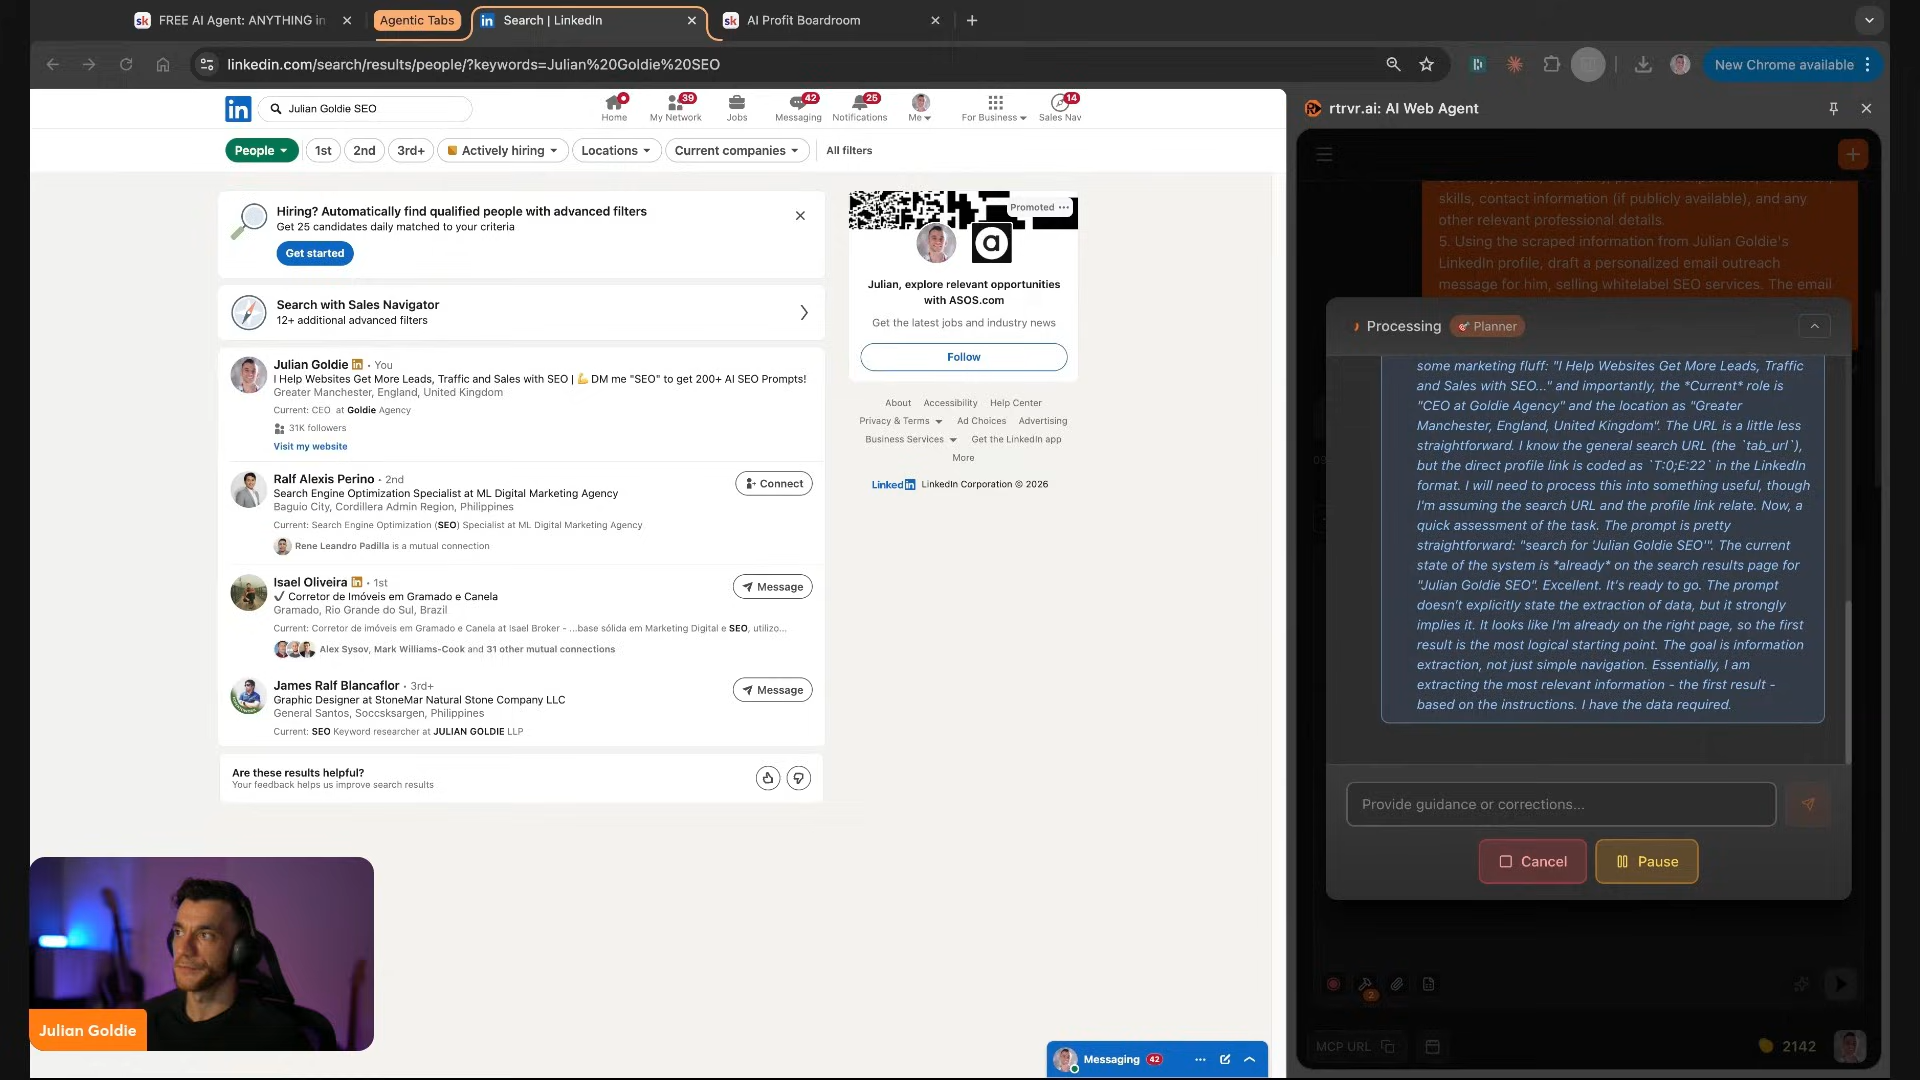 FREE AI Agent: ANYTHING in
Agentic Tabs
Search | LinkedIn
AI Profit Boardroom
linkedin.com/search/results/people/?keywords=Julian%20Goldie%20SEO
New Chrome available
Julian Goldie SEO
Home
39
My Network
Jobs
42
Messaging
25
Notifications
Me
For Business
14
Sales Nav
People
1st
2nd
3rd+
Actively hiring
Locations
Current companies
All filters
Hiring? Automatically find qualified people with advanced filters
Get 25 candidates daily matched to your criteria
Get started
Search with Sales Navigator
12+ additional advanced filters
Julian Goldie • You
I Help Websites Get More Leads, Traffic and Sales with SEO | 💪 DM me "SEO" to get 200+ AI SEO Prompts!
Greater Manchester, England, United Kingdom
Current: CEO at Goldie Agency
31K followers
Visit my website
Ralf Alexis Perino • 2nd
Search Engine Optimization Specialist at ML Digital Marketing Agency
Baguio City, Cordillera Admin Region, Philippines
Current: Search Engine Optimization (SEO) Specialist at ML Digital Marketing Agency
Rene Leandro Padilla is a mutual connection
Connect
Isael Oliveira • 1st
✓ Corretor de Imóveis em Gramado e Canela
Gramado, Rio Grande do Sul, Brazil
Current: Corretor de imóveis em Gramado e Canela at Isael Broker - ...base sólida em Marketing Digital e SEO, utilizo...
Alex Sysov, Mark Williams-Cook and 31 other mutual connections
Message
James Ralf Blancaflor • 3rd+
Graphic Designer at StoneMar Natural Stone Company LLC
General Santos, Soccsksargen, Philippines
Current: SEO Keyword researcher at JULIAN GOLDIE LLP
Message
Are these results helpful?
Your feedback helps us improve search results
Promoted
Julian, explore relevant opportunities
with ASOS.com
Get the latest jobs and industry news
Follow
About Accessibility Help Center
Privacy & Terms Ad Choices Advertising
Business Services Get the LinkedIn app
More
LinkedIn LinkedIn Corporation © 2026
Messaging 42
Julian Goldie
rtrvr.ai: AI Web Agent
skills, contact information (if publicly available), and any
other relevant professional details.
5. Using the scraped information from Julian Goldie's
LinkedIn profile, draft a personalized email outreach
message for him, selling whitelabel SEO services. The email
Processing
Planner
some marketing fluff: "I Help Websites Get More Leads, Traffic
and Sales with SEO..." and importantly, the *Current* role is
"CEO at Goldie Agency" and the location as "Greater
Manchester, England, United Kingdom". The URL is a little less
straightforward. I know the general search URL (the `tab_url`),
but the direct profile link is coded as `T:0;E:22` in the LinkedIn
format. I will need to process this into something useful, though
I'm assuming the search URL and the profile link relate. Now, a
quick assessment of the task. The prompt is pretty
straightforward: "search for 'Julian Goldie SEO'". The current
state of the system is *already* on the search results page for
"Julian Goldie SEO". Excellent. It's ready to go. The prompt
doesn't explicitly state the extraction of data, but it strongly
implies it. It looks like I'm already on the right page, so the first
result is the most logical starting point. The goal is information
extraction, not just simple navigation. Essentially, I am
extracting the most relevant information - the first result -
based on the instructions. I have the data required.
Provide guidance or corrections...
Cancel
Pause
2
MCP URL
2142